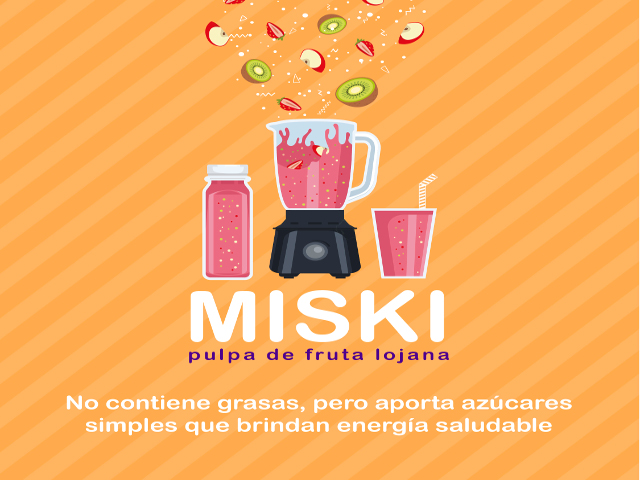 MISKI
pulpa de fruta lojana
No contiene grasas, pero aporta azúcares
simples que brindan energía saludable